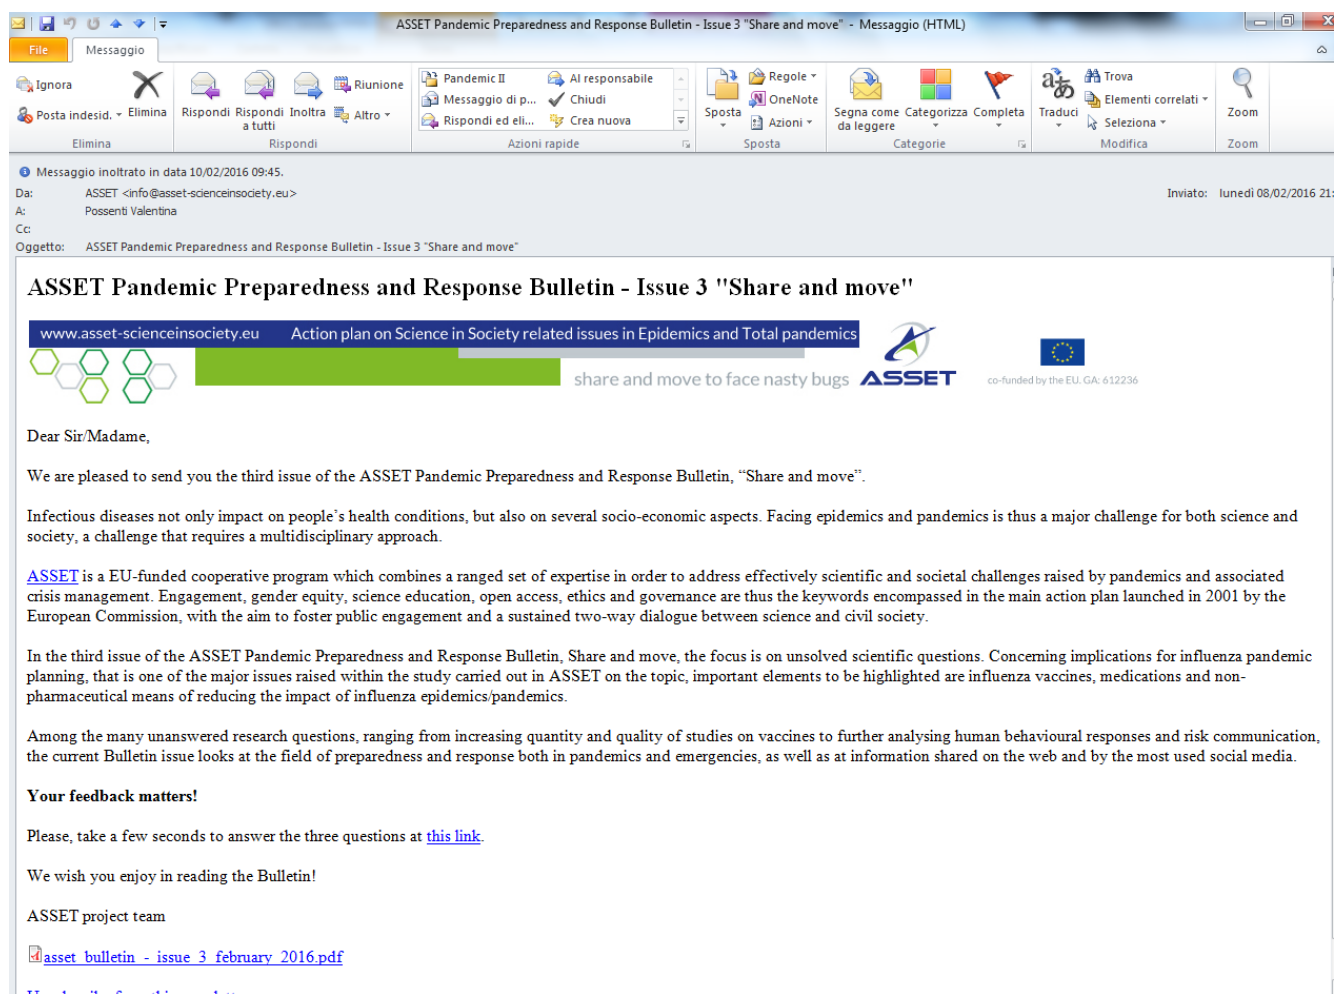 ASSET Pandemic Preparedness and Response Bulletin - Issue 3 "Share and move" - Messaggio (HTML)
File
Messaggio
Ignora
Posta indesid.
Elimina
Elimina
Rispondi
Rispondi a tutti
Inoltra
Riunione
Altro
Rispondi
Pandemic II
Messaggio di p...
Rispondi ed eli...
Al responsabile
Chiudi
Crea nuova
Azioni rapide
Sposta
Regole
OneNote
Azioni
Sposta
Segna come da leggere
Categorizza
Completa
Categorie
Traduci
Trova
Elementi correlati
Seleziona
Modifica
Zoom
Zoom
Messaggio inoltrato in data 10/02/2016 09:45.
Da: ASSET <info@asset-scienceinsociety.eu>
Inviato: lunedì 08/02/2016 21:
A: Possenti Valentina
Cc:
Oggetto: ASSET Pandemic Preparedness and Response Bulletin - Issue 3 "Share and move"
ASSET Pandemic Preparedness and Response Bulletin - Issue 3 "Share and move"
www.asset-scienceinsociety.eu Action plan on Science in Society related issues in Epidemics and Total pandemics
share and move to face nasty bugs ASSET co-funded by the EU. GA: 612236
Dear Sir/Madame,
We are pleased to send you the third issue of the ASSET Pandemic Preparedness and Response Bulletin, “Share and move”.
Infectious diseases not only impact on people’s health conditions, but also on several socio-economic aspects. Facing epidemics and pandemics is thus a major challenge for both science and
society, a challenge that requires a multidisciplinary approach.
ASSET is a EU-funded cooperative program which combines a ranged set of expertise in order to address effectively scientific and societal challenges raised by pandemics and associated
crisis management. Engagement, gender equity, science education, open access, ethics and governance are thus the keywords encompassed in the main action plan launched in 2001 by the
European Commission, with the aim to foster public engagement and a sustained two-way dialogue between science and civil society.
In the third issue of the ASSET Pandemic Preparedness and Response Bulletin, Share and move, the focus is on unsolved scientific questions. Concerning implications for influenza pandemic
planning, that is one of the major issues raised within the study carried out in ASSET on the topic, important elements to be highlighted are influenza vaccines, medications and non-
pharmaceutical means of reducing the impact of influenza epidemics/pandemics.
Among the many unanswered research questions, ranging from increasing quantity and quality of studies on vaccines to further analysing human behavioural responses and risk communication,
the current Bulletin issue looks at the field of preparedness and response both in pandemics and emergencies, as well as at information shared on the web and by the most used social media.
Your feedback matters!
Please, take a few seconds to answer the three questions at this link.
We wish you enjoy in reading the Bulletin!
ASSET project team
asset_bulletin_-_issue_3_february_2016.pdf